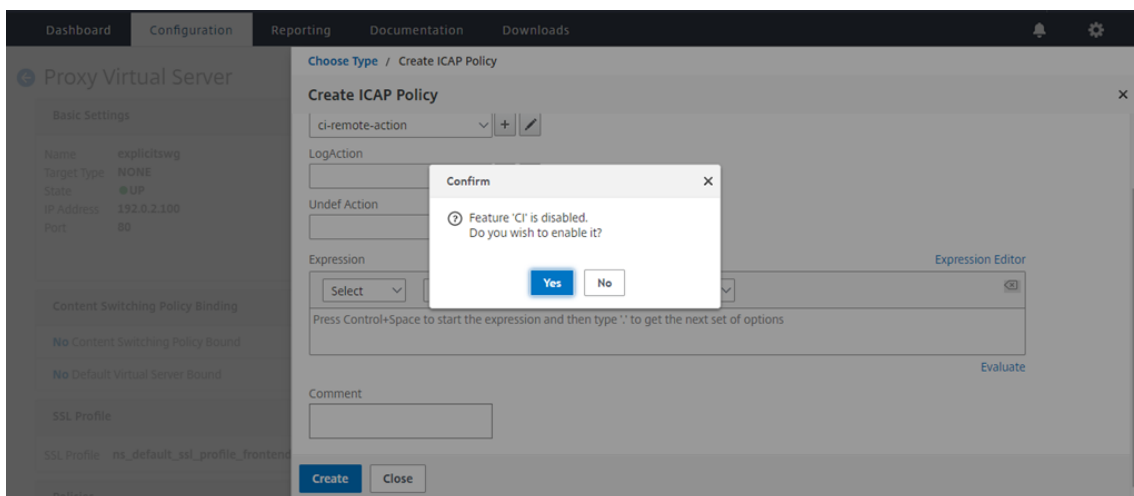 Dashboard Configuration Reporting Documentation Downloads
Proxy Virtual Server
Basic Settings
Name explicitswg
Target Type NONE
State UP
IP Address 192.0.2.100
Port 80
Content Switching Policy Binding
No Content Switching Policy Bound
No Default Virtual Server Bound
SSL Profile
SSL Profile ns_default_ssl_profile_frontend
Policies
Choose Type / Create ICAP Policy
Create ICAP Policy
ci-remote-action
LogAction
Undef Action
Expression
Expression Editor
Select
Press Control+Space to start the expression and then type '.' to get the next set of options
Evaluate
Comment
Create Close
Confirm
Feature 'CI' is disabled.
Do you wish to enable it?
Yes No